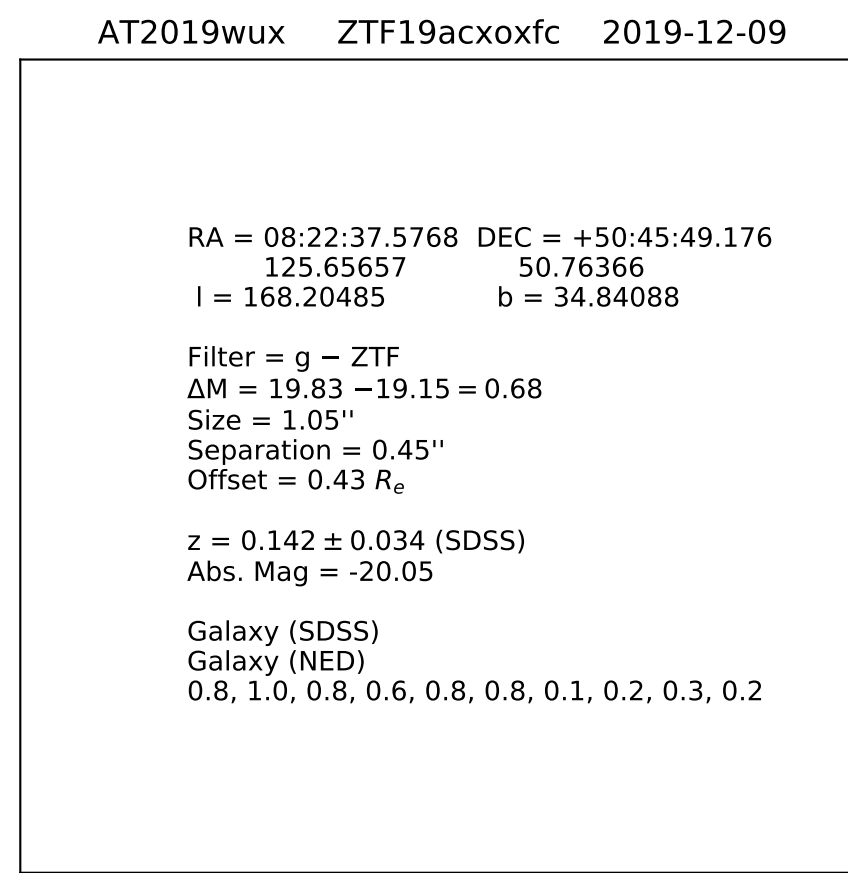 AT2019wux ZTF19acxoxfc 2019-12-09
RA = 08:22:37.5768 DEC = +50:45:49.176
125.65657 50.76366
l = 168.20485 b = 34.84088
Filter = g − ZTF
ΔM = 19.83 −19.15 = 0.68
Size = 1.05''
Separation = 0.45''
Offset = 0.43 Re
z = 0.142 ± 0.034 (SDSS)
Abs. Mag = -20.05
Galaxy (SDSS)
Galaxy (NED)
0.8, 1.0, 0.8, 0.6, 0.8, 0.8, 0.1, 0.2, 0.3, 0.2